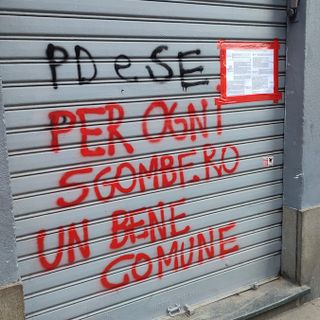 PD e SE
PER OGNI
SGOMBERO
UN BENE
COMUNE